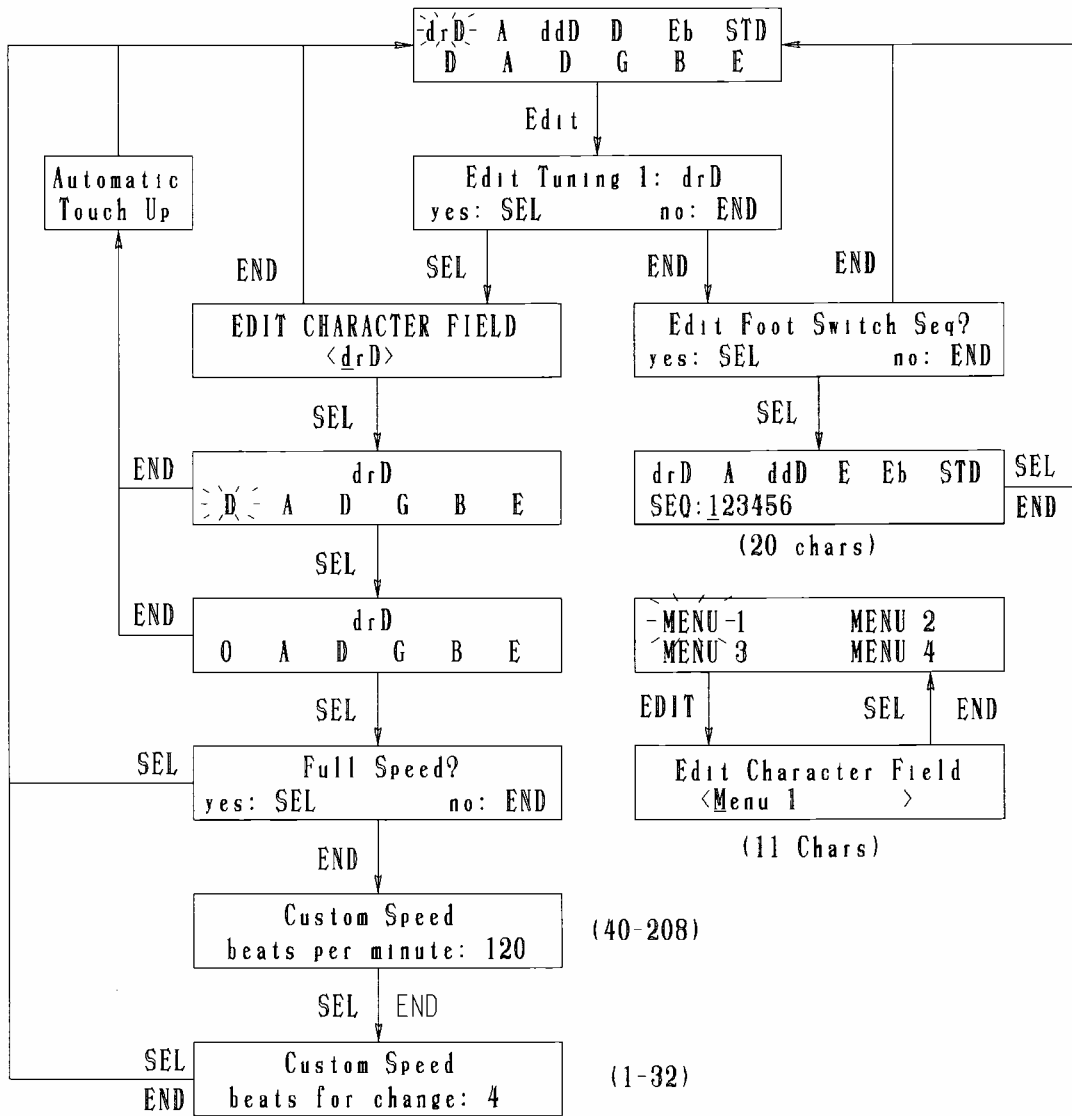 drD A ddD D Eb STD
D A D G B E
Edit
Automatic
Touch Up
Edit Tuning 1: drD
yes: SEL no: END
END
SEL
END
END
EDIT CHARACTER FIELD
<drD>
Edit Foot Switch Seq?
yes: SEL no: END
SEL
SEL
END
drD
D A D G B E
drD A ddD E Eb STD
SEQ:123456
SEL
END
(20 chars)
SEL
END
drD
O A D G B E
-MENU-1 MENU 2
MENU 3 MENU 4
SEL
EDIT
SEL
END
SEL
Full Speed?
yes: SEL no: END
Edit Character Field
<Menu 1 >
(11 Chars)
END
Custom Speed
beats per minute: 120
(40-208)
SEL
END
SEL
END
Custom Speed
beats for change: 4
(1-32)